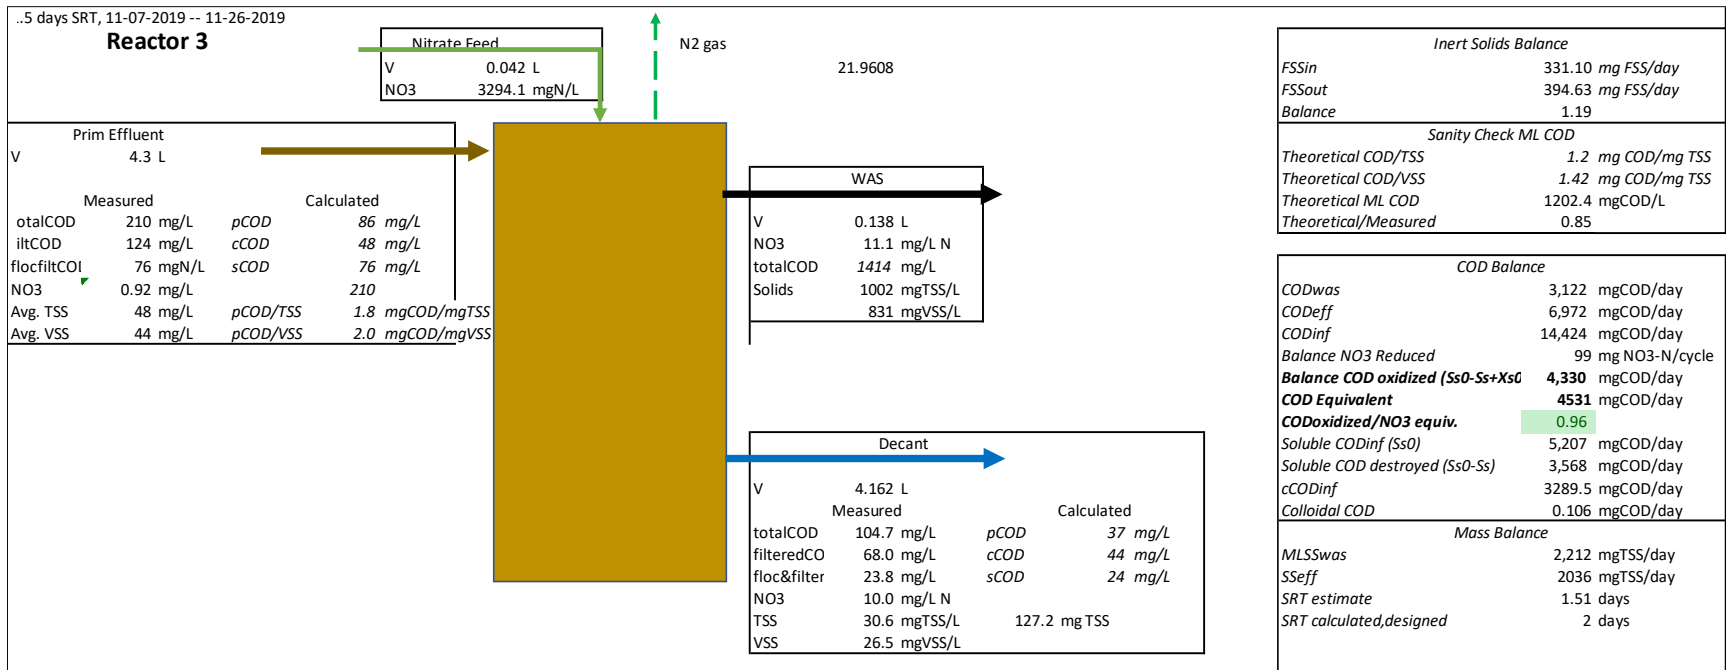 ..5 days SRT, 11-07-2019 -- 11-26-2019
Reactor 3
Nitrate Feed
V 0.042 L
NO3 3294.1 mgN/L
N2 gas
21.9608
Prim Effluent
V 4.3 L
Measured Calculated
otalCOD 210 mg/L pCOD 86 mg/L
iltCOD 124 mg/L cCOD 48 mg/L
flocfiltCOI 76 mgN/L sCOD 76 mg/L
NO3 0.92 mg/L 210
Avg. TSS 48 mg/L pCOD/TSS 1.8 mgCOD/mgTSS
Avg. VSS 44 mg/L pCOD/VSS 2.0 mgCOD/mgVSS
WAS
V 0.138 L
NO3 11.1 mg/L N
totalCOD 1414 mg/L
Solids 1002 mgTSS/L
831 mgVSS/L
Decant
V 4.162 L
Measured Calculated
totalCOD 104.7 mg/L pCOD 37 mg/L
filteredCO 68.0 mg/L cCOD 44 mg/L
floc&filter 23.8 mg/L sCOD 24 mg/L
NO3 10.0 mg/L N
TSS 30.6 mgTSS/L 127.2 mg TSS
VSS 26.5 mgVSS/L
Inert Solids Balance
FSSin 331.10 mg FSS/day
FSSout 394.63 mg FSS/day
Balance 1.19
Sanity Check ML COD
Theoretical COD/TSS 1.2 mg COD/mg TSS
Theoretical COD/VSS 1.42 mg COD/mg TSS
Theoretical ML COD 1202.4 mgCOD/L
Theoretical/Measured 0.85
COD Balance
CODwas 3,122 mgCOD/day
CODeff 6,972 mgCOD/day
CODinf 14,424 mgCOD/day
Balance NO3 Reduced 99 mg NO3-N/cycle
Balance COD oxidized (Ss0-Ss+Xs0 4,330 mgCOD/day
COD Equivalent 4531 mgCOD/day
CODoxidized/NO3 equiv. 0.96
Soluble CODinf (Ss0) 5,207 mgCOD/day
Soluble COD destroyed (Ss0-Ss) 3,568 mgCOD/day
cCODinf 3289.5 mgCOD/day
Colloidal COD 0.106 mgCOD/day
Mass Balance
MLSSwas 2,212 mgTSS/day
SSeff 2036 mgTSS/day
SRT estimate 1.51 days
SRT calculated,designed 2 days